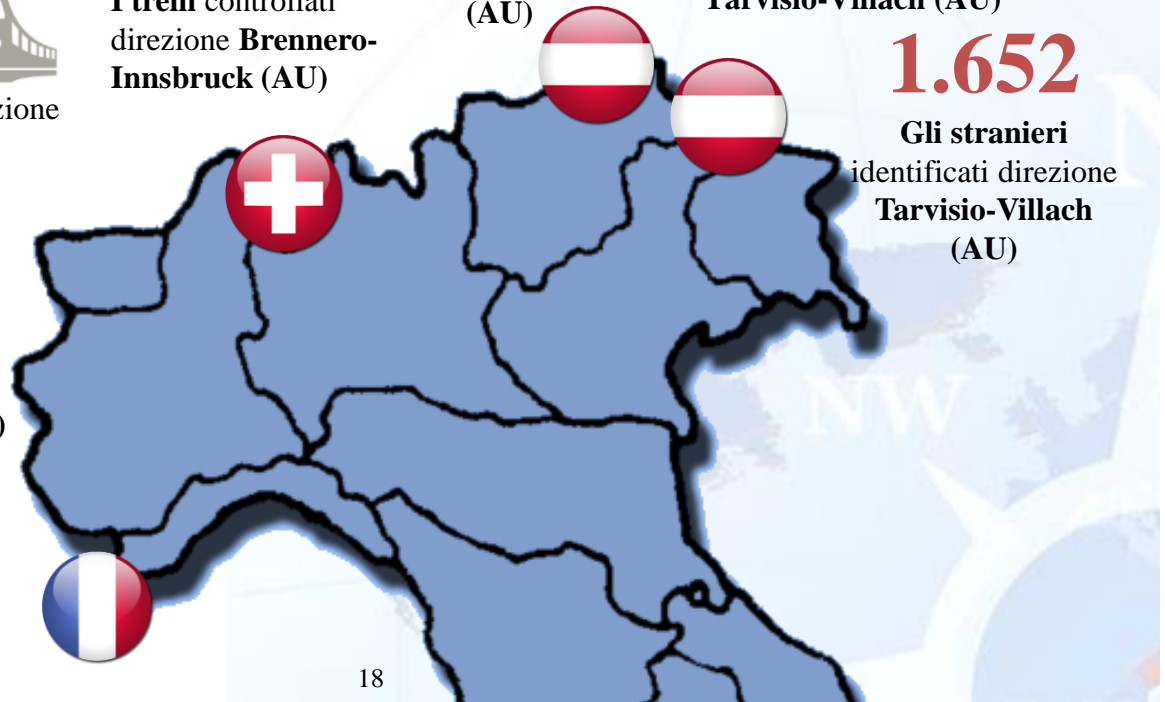 I treni controllati
direzione Brennero-
Innsbruck (AU)
zione
(AU)
Tarvisio-Villach (AU)
1.652
Gli stranieri
identificati direzione
Tarvisio-Villach
(AU)
)
NW
18